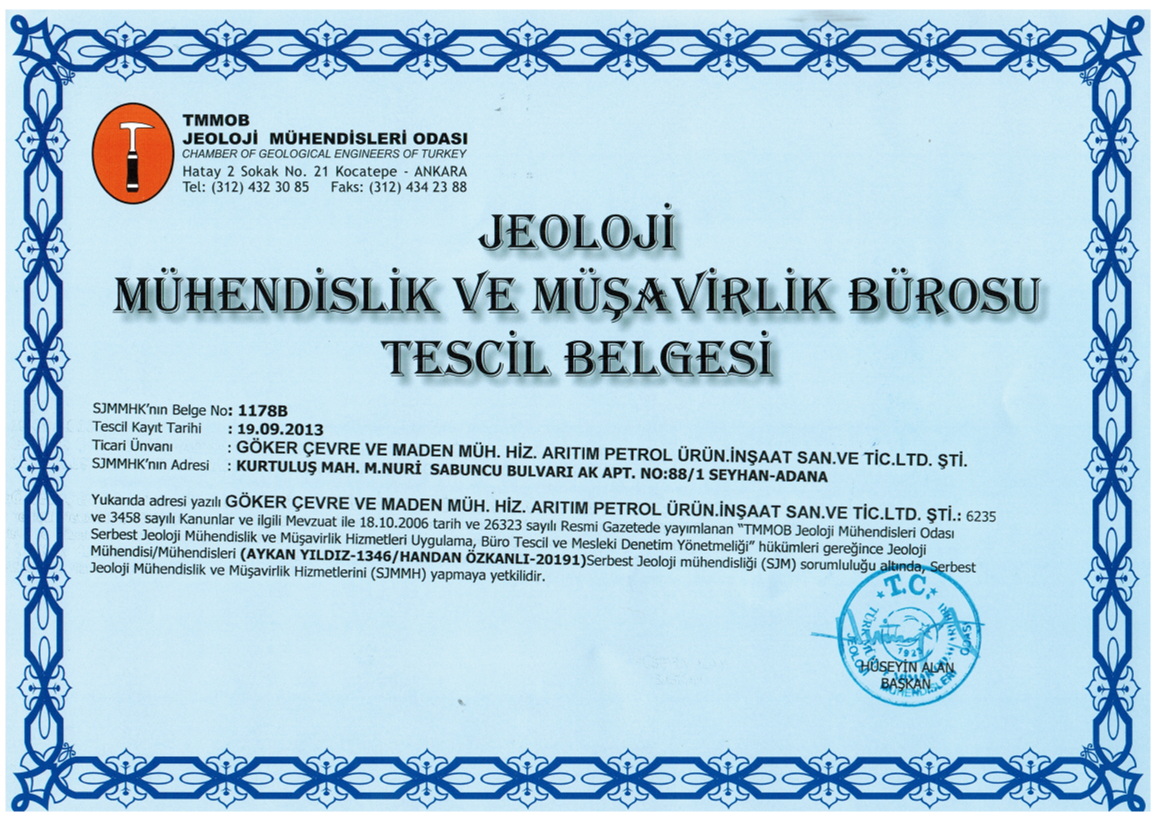 TMMOB
JEOLOJİ MÜHENDİSLERİ ODASI
CHAMBER OF GEOLOGICAL ENGINEERS OF TURKEY
Hatay 2 Sokak No. 21 Kocatepe - ANKARA
Tel: (312) 432 30 85 Faks: (312) 434 23 88
JEOLOJİ
MÜHENDİSLİK VE MÜŞAVİRLİK BÜROSU
TESCİL BELGESİ
SJMMHK'nın Belge No: 1178B
Tescil Kayıt Tarihi : 19.09.2013
Ticari Ünvanı : GÖKER ÇEVRE VE MADEN MÜH. HİZ. ARITIM PETROL ÜRÜN.İNŞAAT SAN.VE TİC.LTD. ŞTİ.
SJMMHK'nın Adresi : KURTULUŞ MAH. M.NURİ SABUNCU BULVARI AK APT. NO:88/1 SEYHAN-ADANA
Yukarıda adresi yazılı GÖKER ÇEVRE VE MADEN MÜH. HİZ. ARITIM PETROL ÜRÜN.İNŞAAT SAN.VE TİC.LTD. ŞTİ.: 6235
ve 3458 sayılı Kanunlar ve ilgili Mevzuat ile 18.10.2006 tarih ve 26323 sayılı Resmi Gazetede yayımlanan "TMMOB Jeoloji Mühendisleri Odası
Serbest Jeoloji Mühendislik ve Müşavirlik Hizmetleri Uygulama, Büro Tescil ve Mesleki Denetim Yönetmeliği" hükümleri gereğince Jeoloji
Mühendisi/Mühendisleri (AYKAN YILDIZ-1346/HANDAN ÖZKANLI-20191)Serbest Jeoloji mühendisliği (SJM) sorumluluğu altında, Serbest
Jeoloji Mühendislik ve Müşavirlik Hizmetlerini (SJMMH) yapmaya yetkilidir.
T.C.
HÜSEYİN ALAN
BAŞKAN